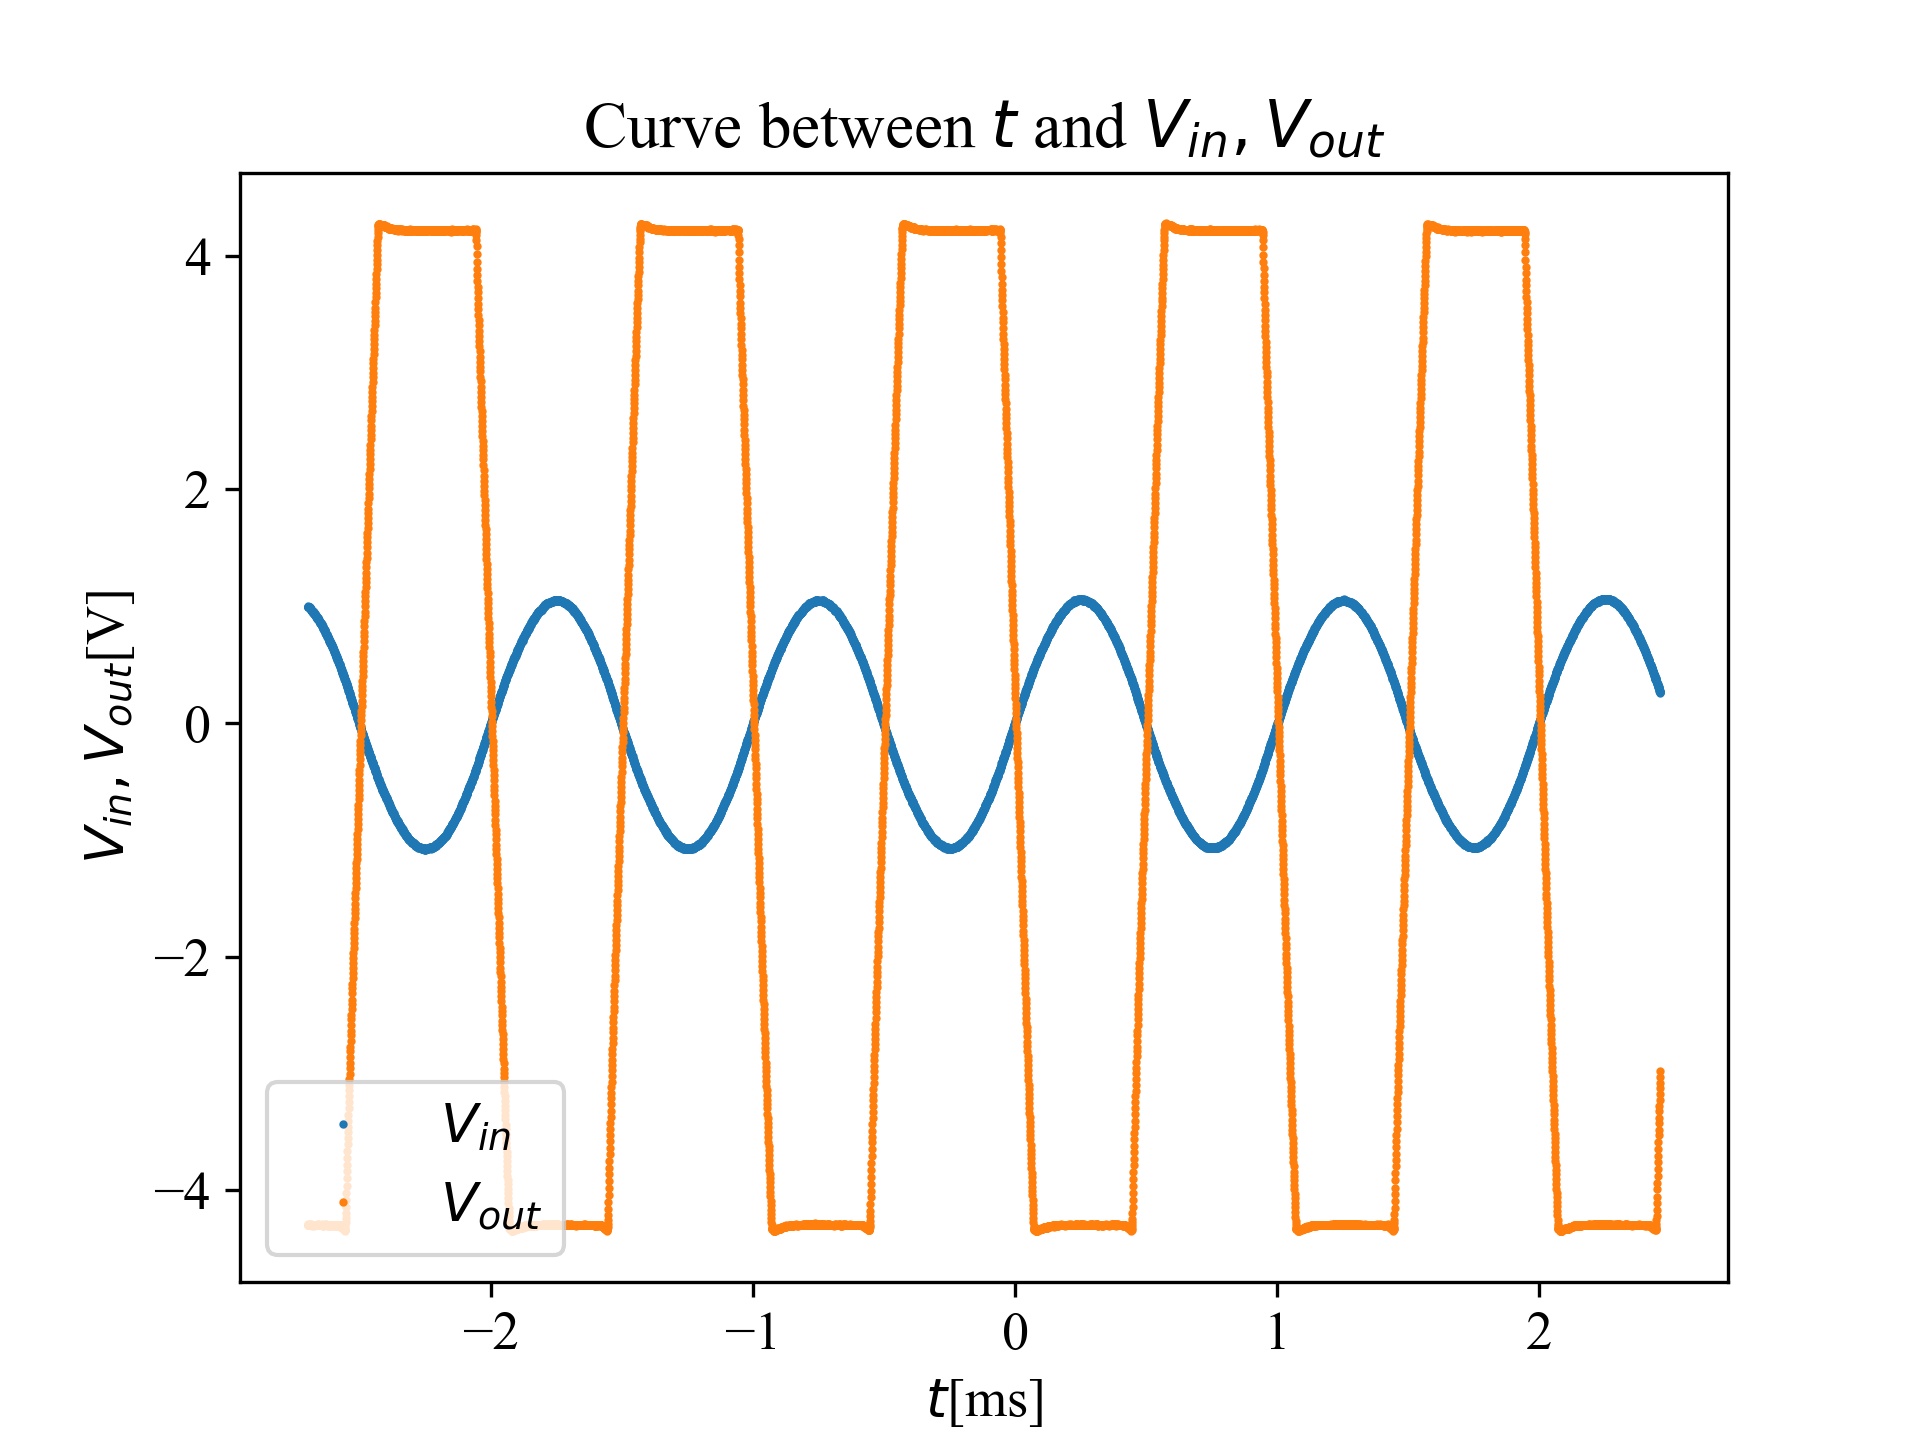 Curve between t and V_in, V_out
4
2
0
−2
−4
V_in, V_out[V]
V_in
V_out
−2 −1 0 1 2
t[ms]